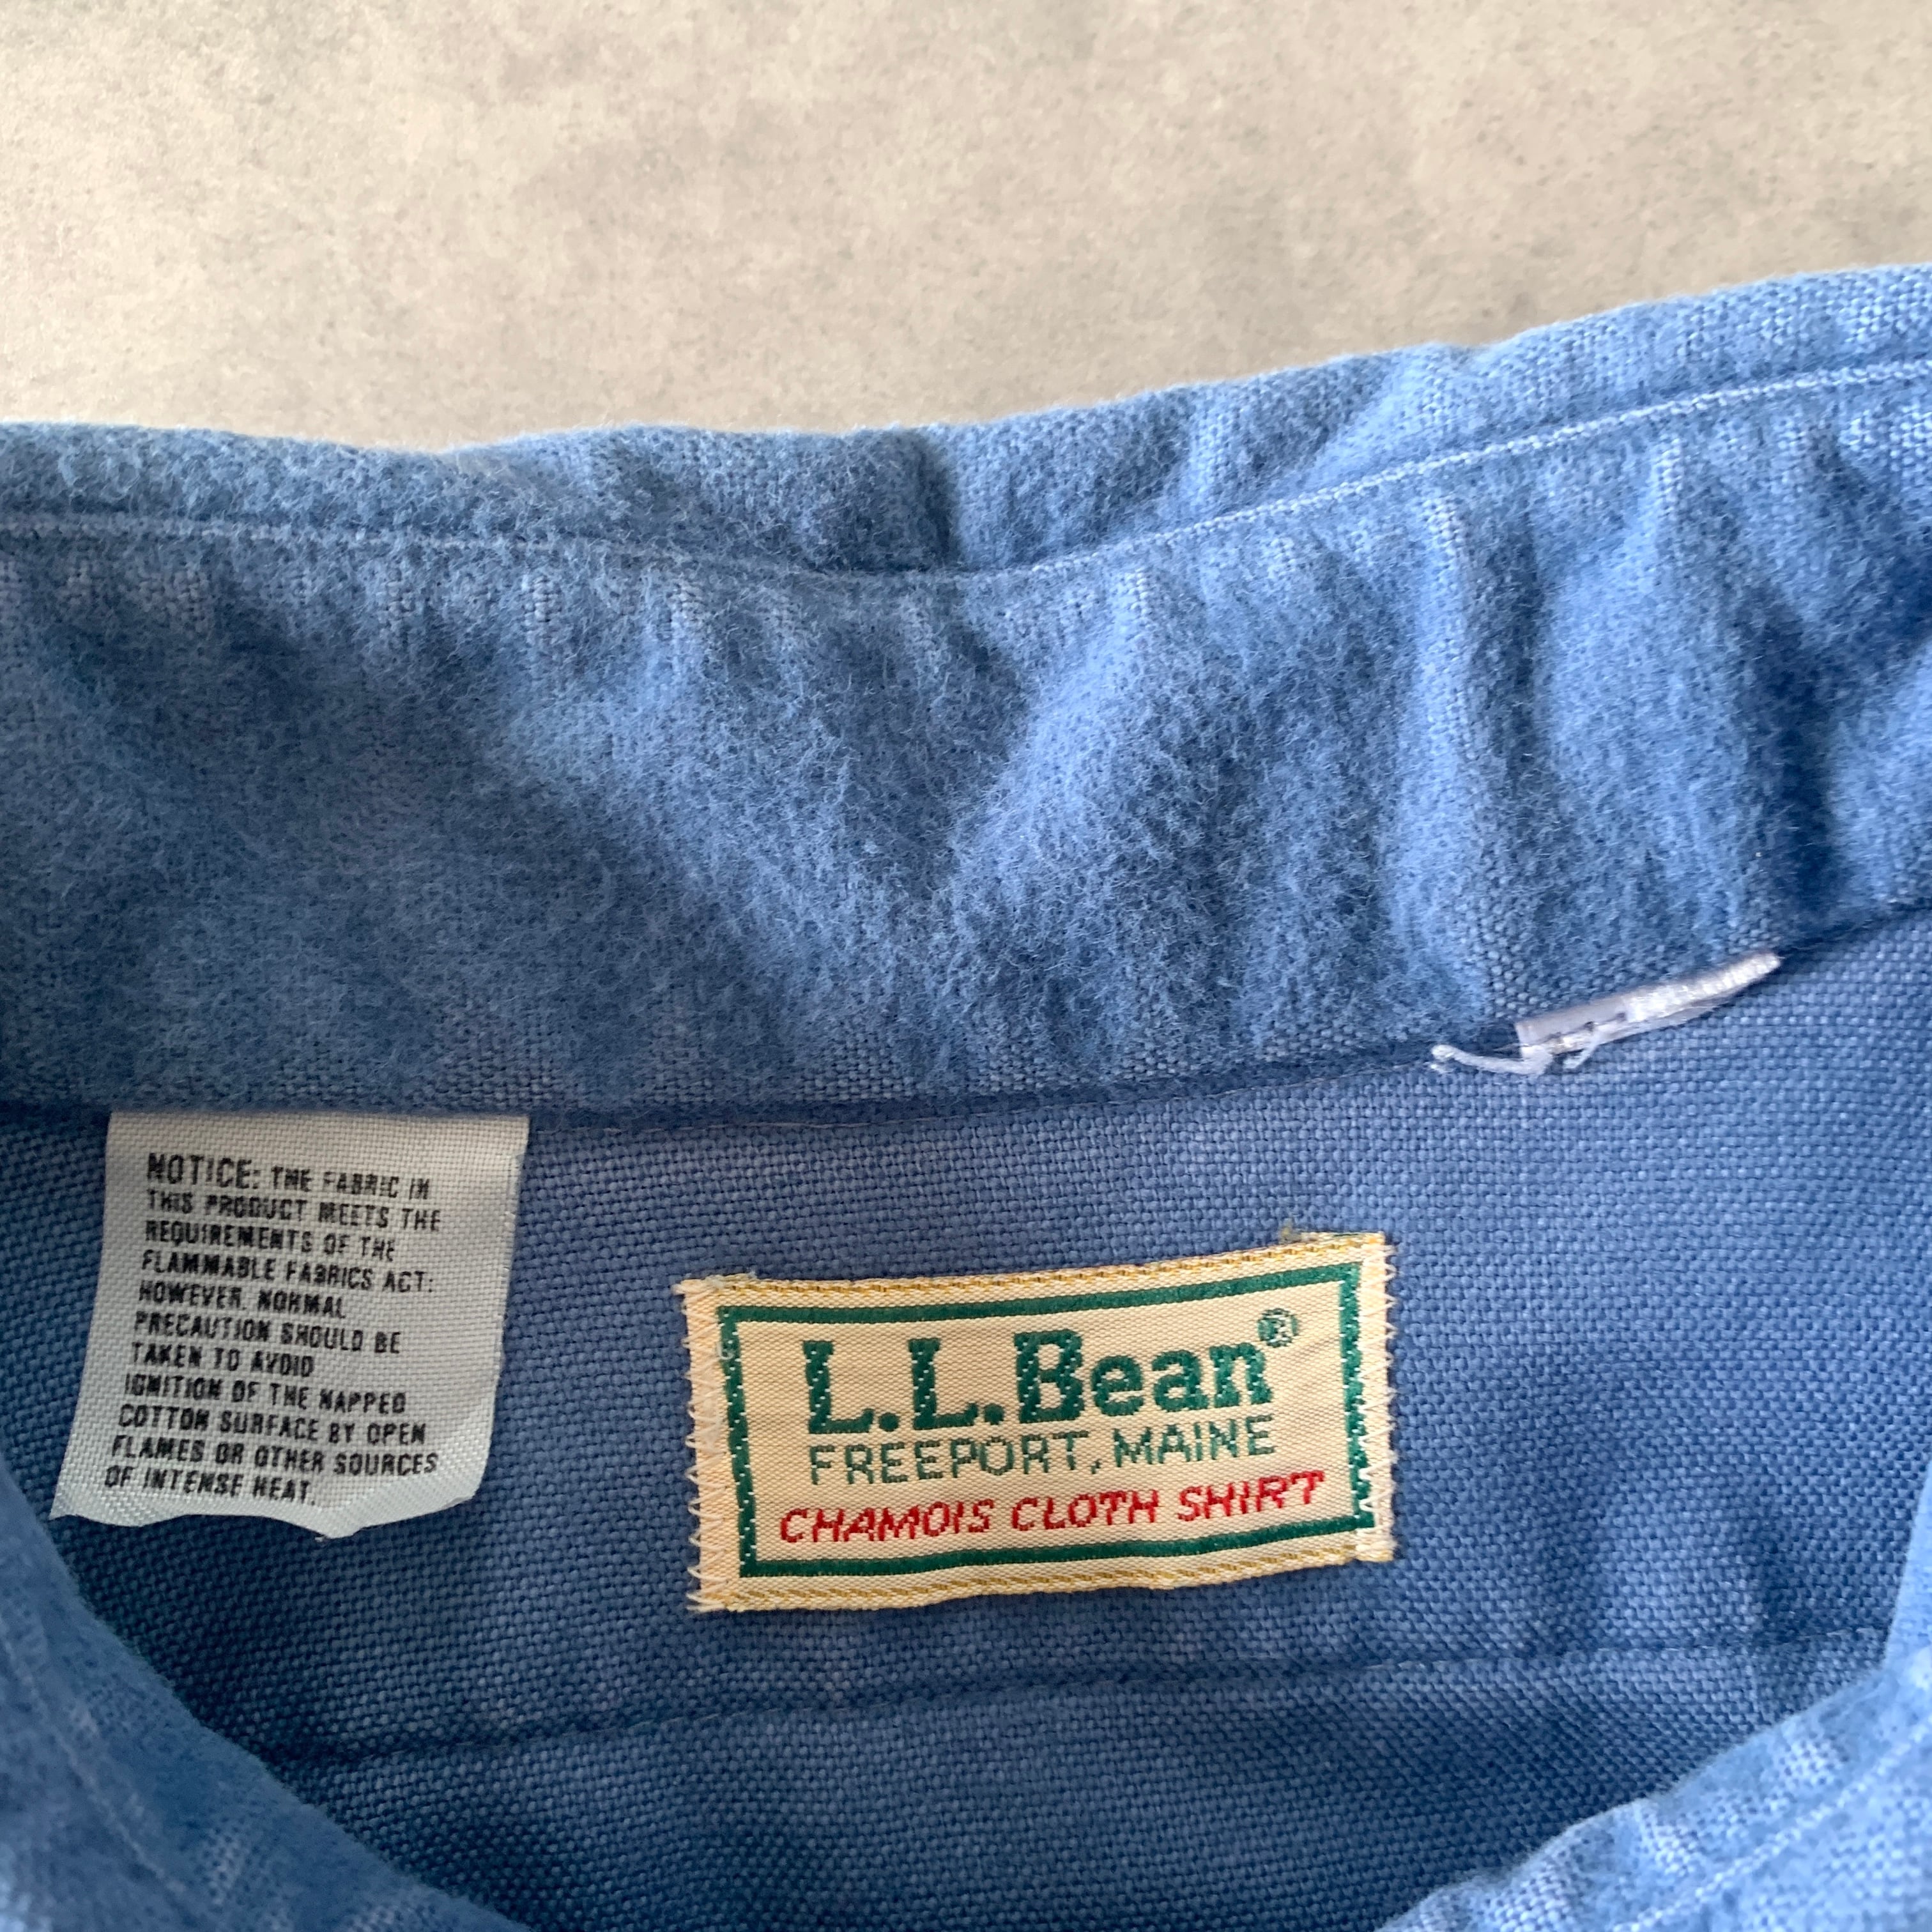 NOTICE: THE FABRIC IN
THIS PRODUCT MEETS THE
REQUIREMENTS OF THE
FLAMMABLE FABRICS ACT:
HOWEVER, NORMAL
PRECAUTION SHOULD BE
TAKEN TO AVOID
IGNITION OF THE NAPPED
COTTON SURFACE BY OPEN
FLAMES OR OTHER SOURCES
OF INTENSE HEAT.
L.L.Bean®
FREEPORT, MAINE
CHAMOIS CLOTH SHIRT